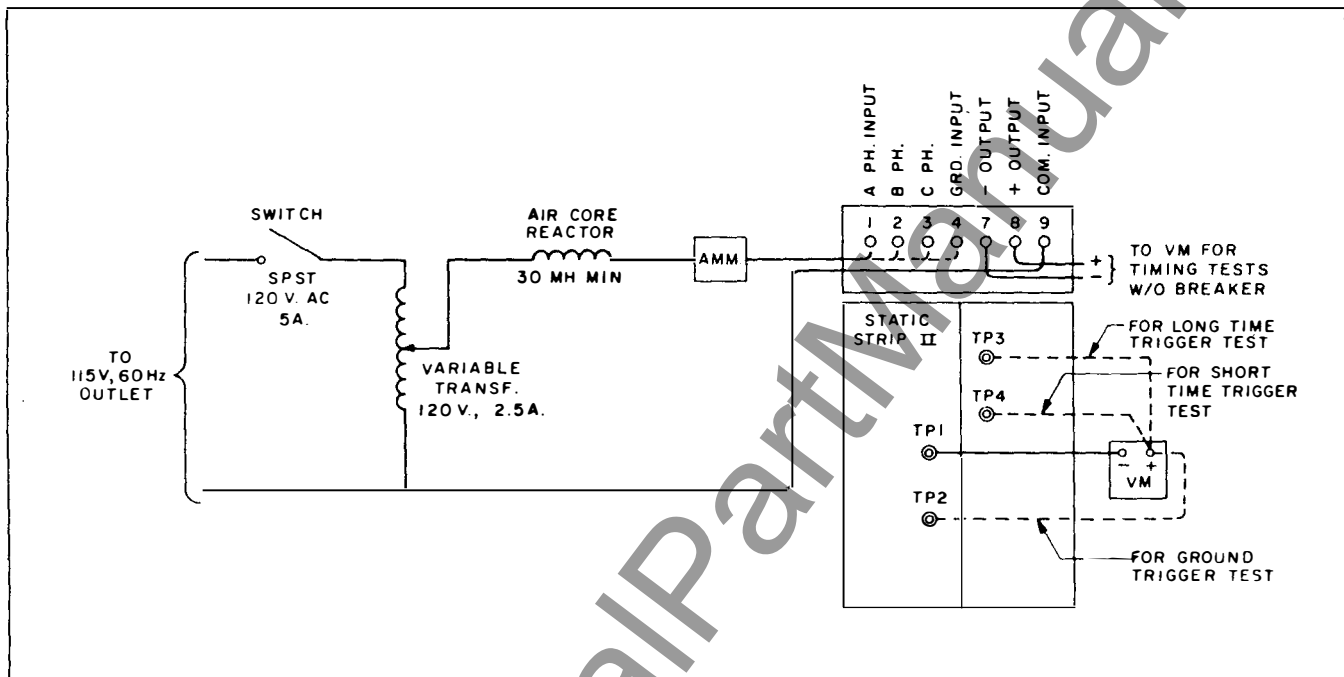 A PH. INPUT
B PH.
C PH.
GRD. INPUT
- OUTPUT
+ OUTPUT
COM. INPUT
1 2 3 4 7 8 9
SWITCH
SPST
120 V. AC
5A.
AIR CORE
REACTOR
30 MH MIN
AMM.
+
-
TO VM FOR
TIMING TESTS
W/O BREAKER
TO
115V, 60Hz
OUTLET
VARIABLE
TRANSF.
120 V., 2.5A.
STATIC
STRIP II
TP3
TP4
TP1
TP2
FOR LONG TIME
TRIGGER TEST
FOR SHORT
TIME TRIGGER
TEST
- +
VM
FOR GROUND
TRIGGER TEST
alPartManual